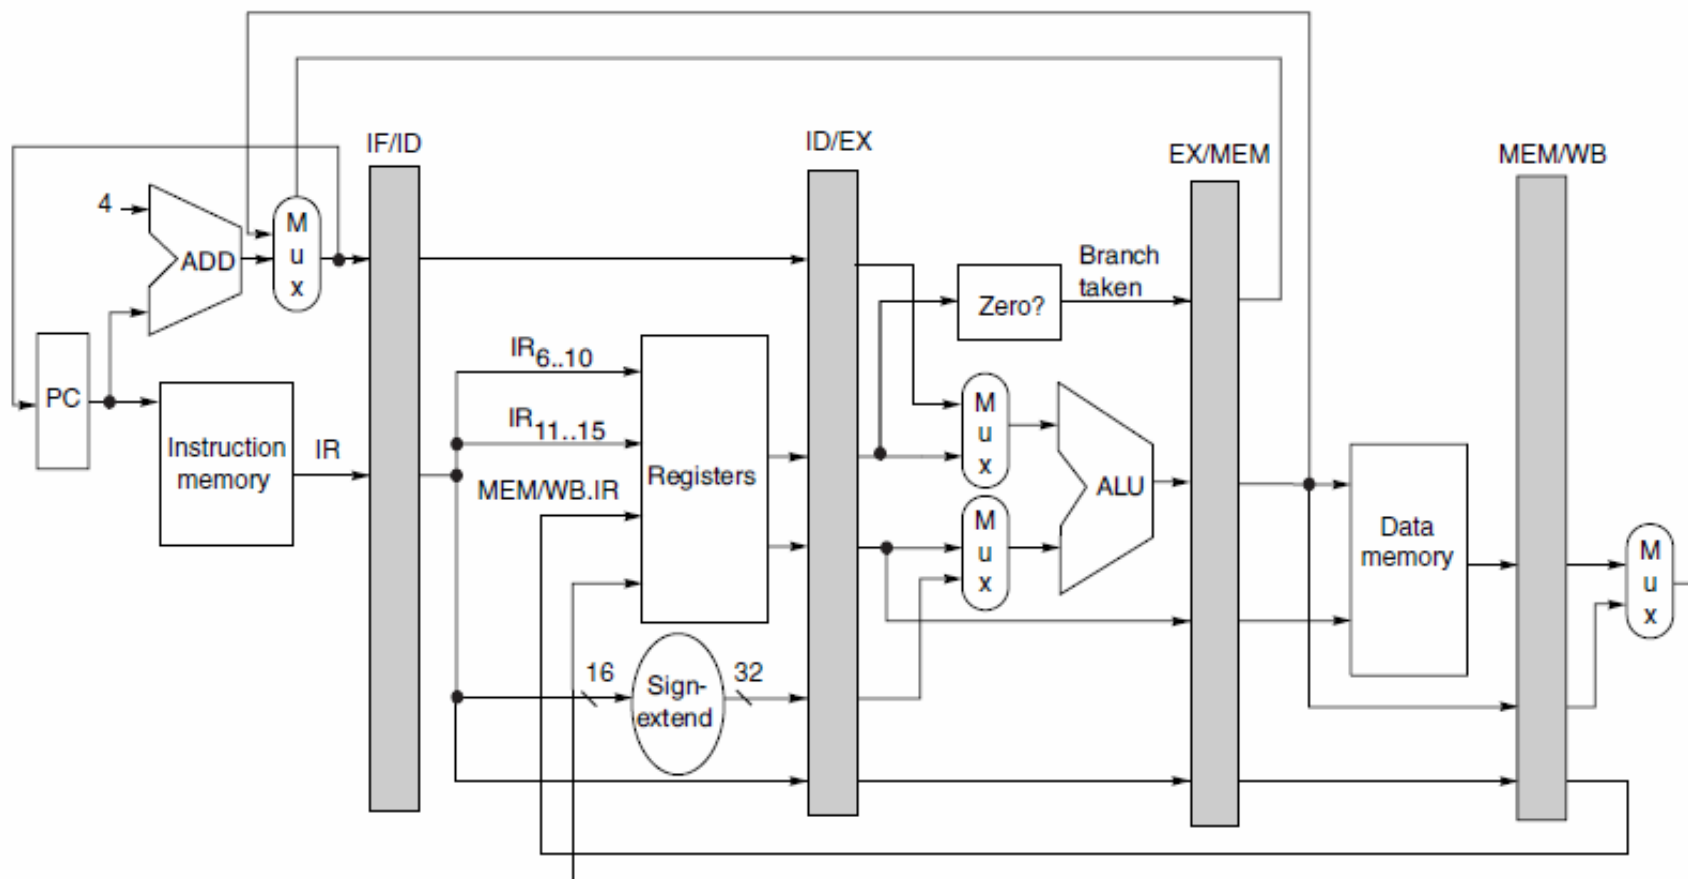 IF/ID
ID/EX
EX/MEM
MEM/WB
4
ADD
M
u
x
Branch
taken
Zero?
IR6..10
PC
Instruction
memory
IR
IR11..15
MEM/WB.IR
Registers
M
u
x
ALU
M
u
x
Data
memory
M
u
x
16
Sign-
extend
32